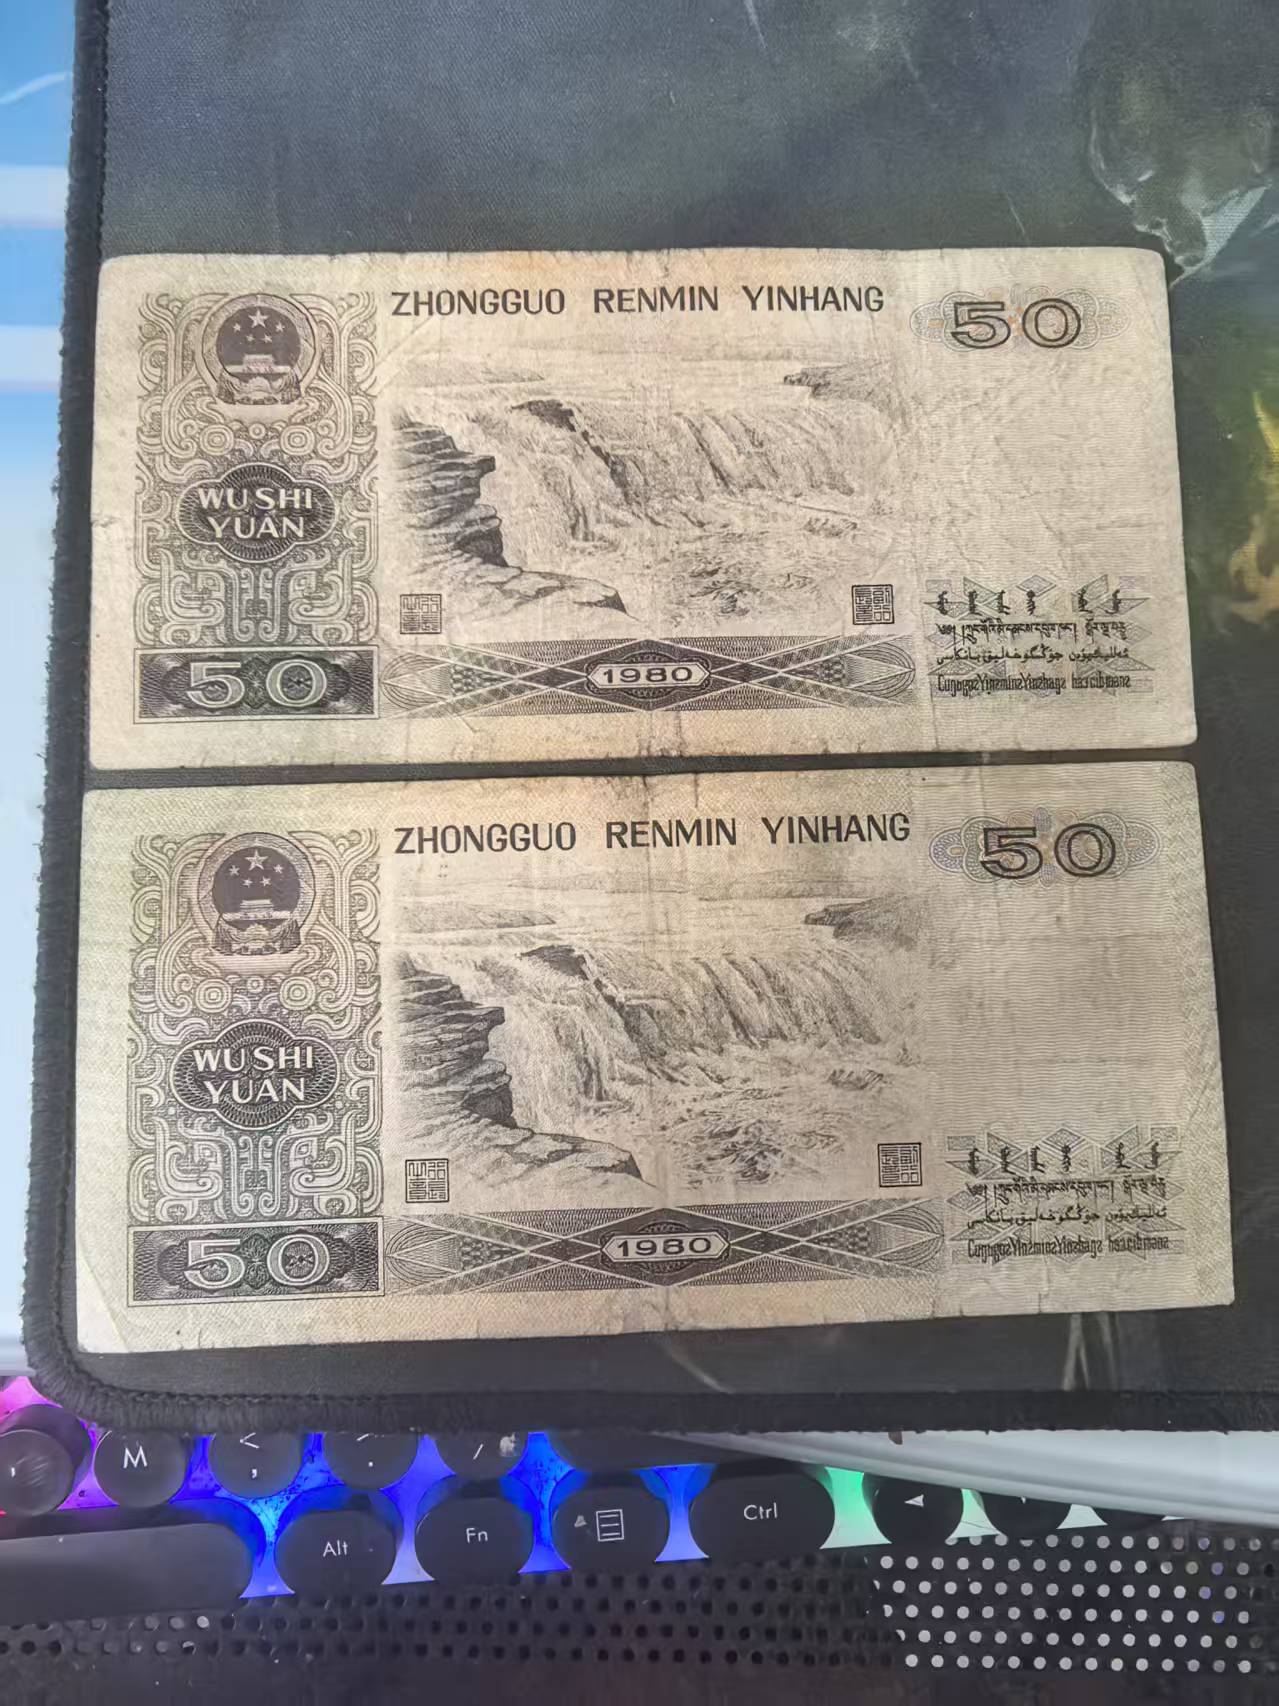 ZHONGGUO RENMIN YINHANG
50
WU SHI
YUAN
50
1980
ZHONGGUO RENMIN YINHANG
50
WU SHI
YUAN
50
1980
M
<
,
>
.
/
Alt
Fn
Ctrl